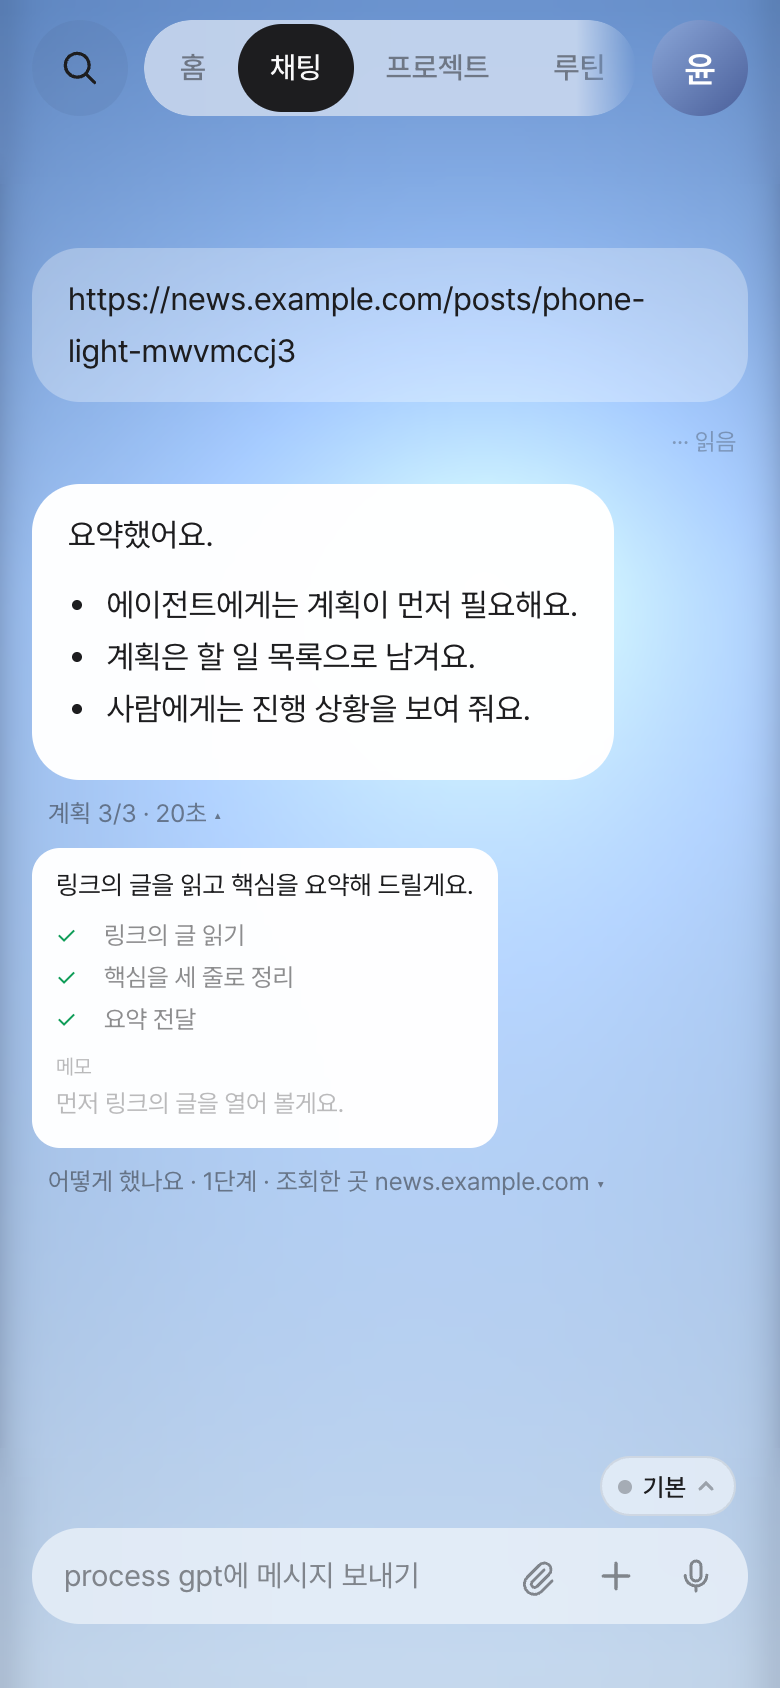 홈 채팅 프로젝트 루틴 윤
https://news.example.com/posts/phone-
light-mwvmccj3
··· 읽음
요약했어요.
• 에이전트에게는 계획이 먼저 필요해요.
• 계획은 할 일 목록으로 남겨요.
• 사람에게는 진행 상황을 보여 줘요.
계획 3/3 · 20초 ▴
링크의 글을 읽고 핵심을 요약해 드릴게요.
✓ 링크의 글 읽기
✓ 핵심을 세 줄로 정리
✓ 요약 전달
메모
먼저 링크의 글을 열어 볼게요.
어떻게 했나요 · 1단계 · 조회한 곳 news.example.com ▾
기본
process gpt에 메시지 보내기